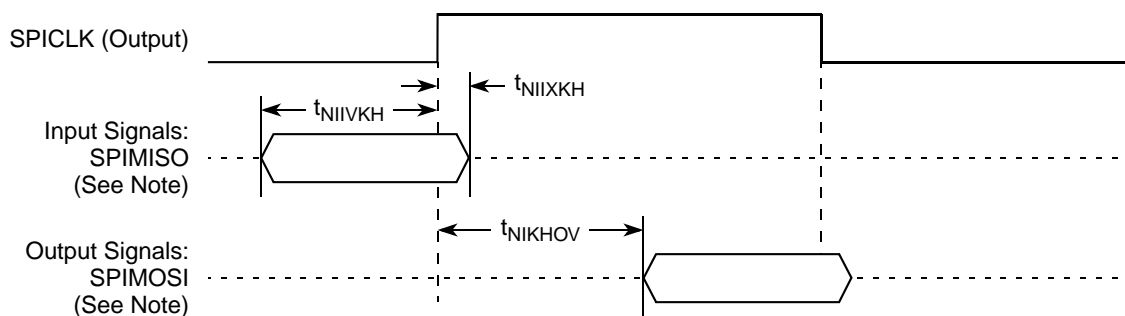 SPICLK (Output)
tNIIXKH
tNIIVKH
Input Signals:
SPIMISO
(See Note)
tNIKHOV
Output Signals:
SPIMOSI
(See Note)